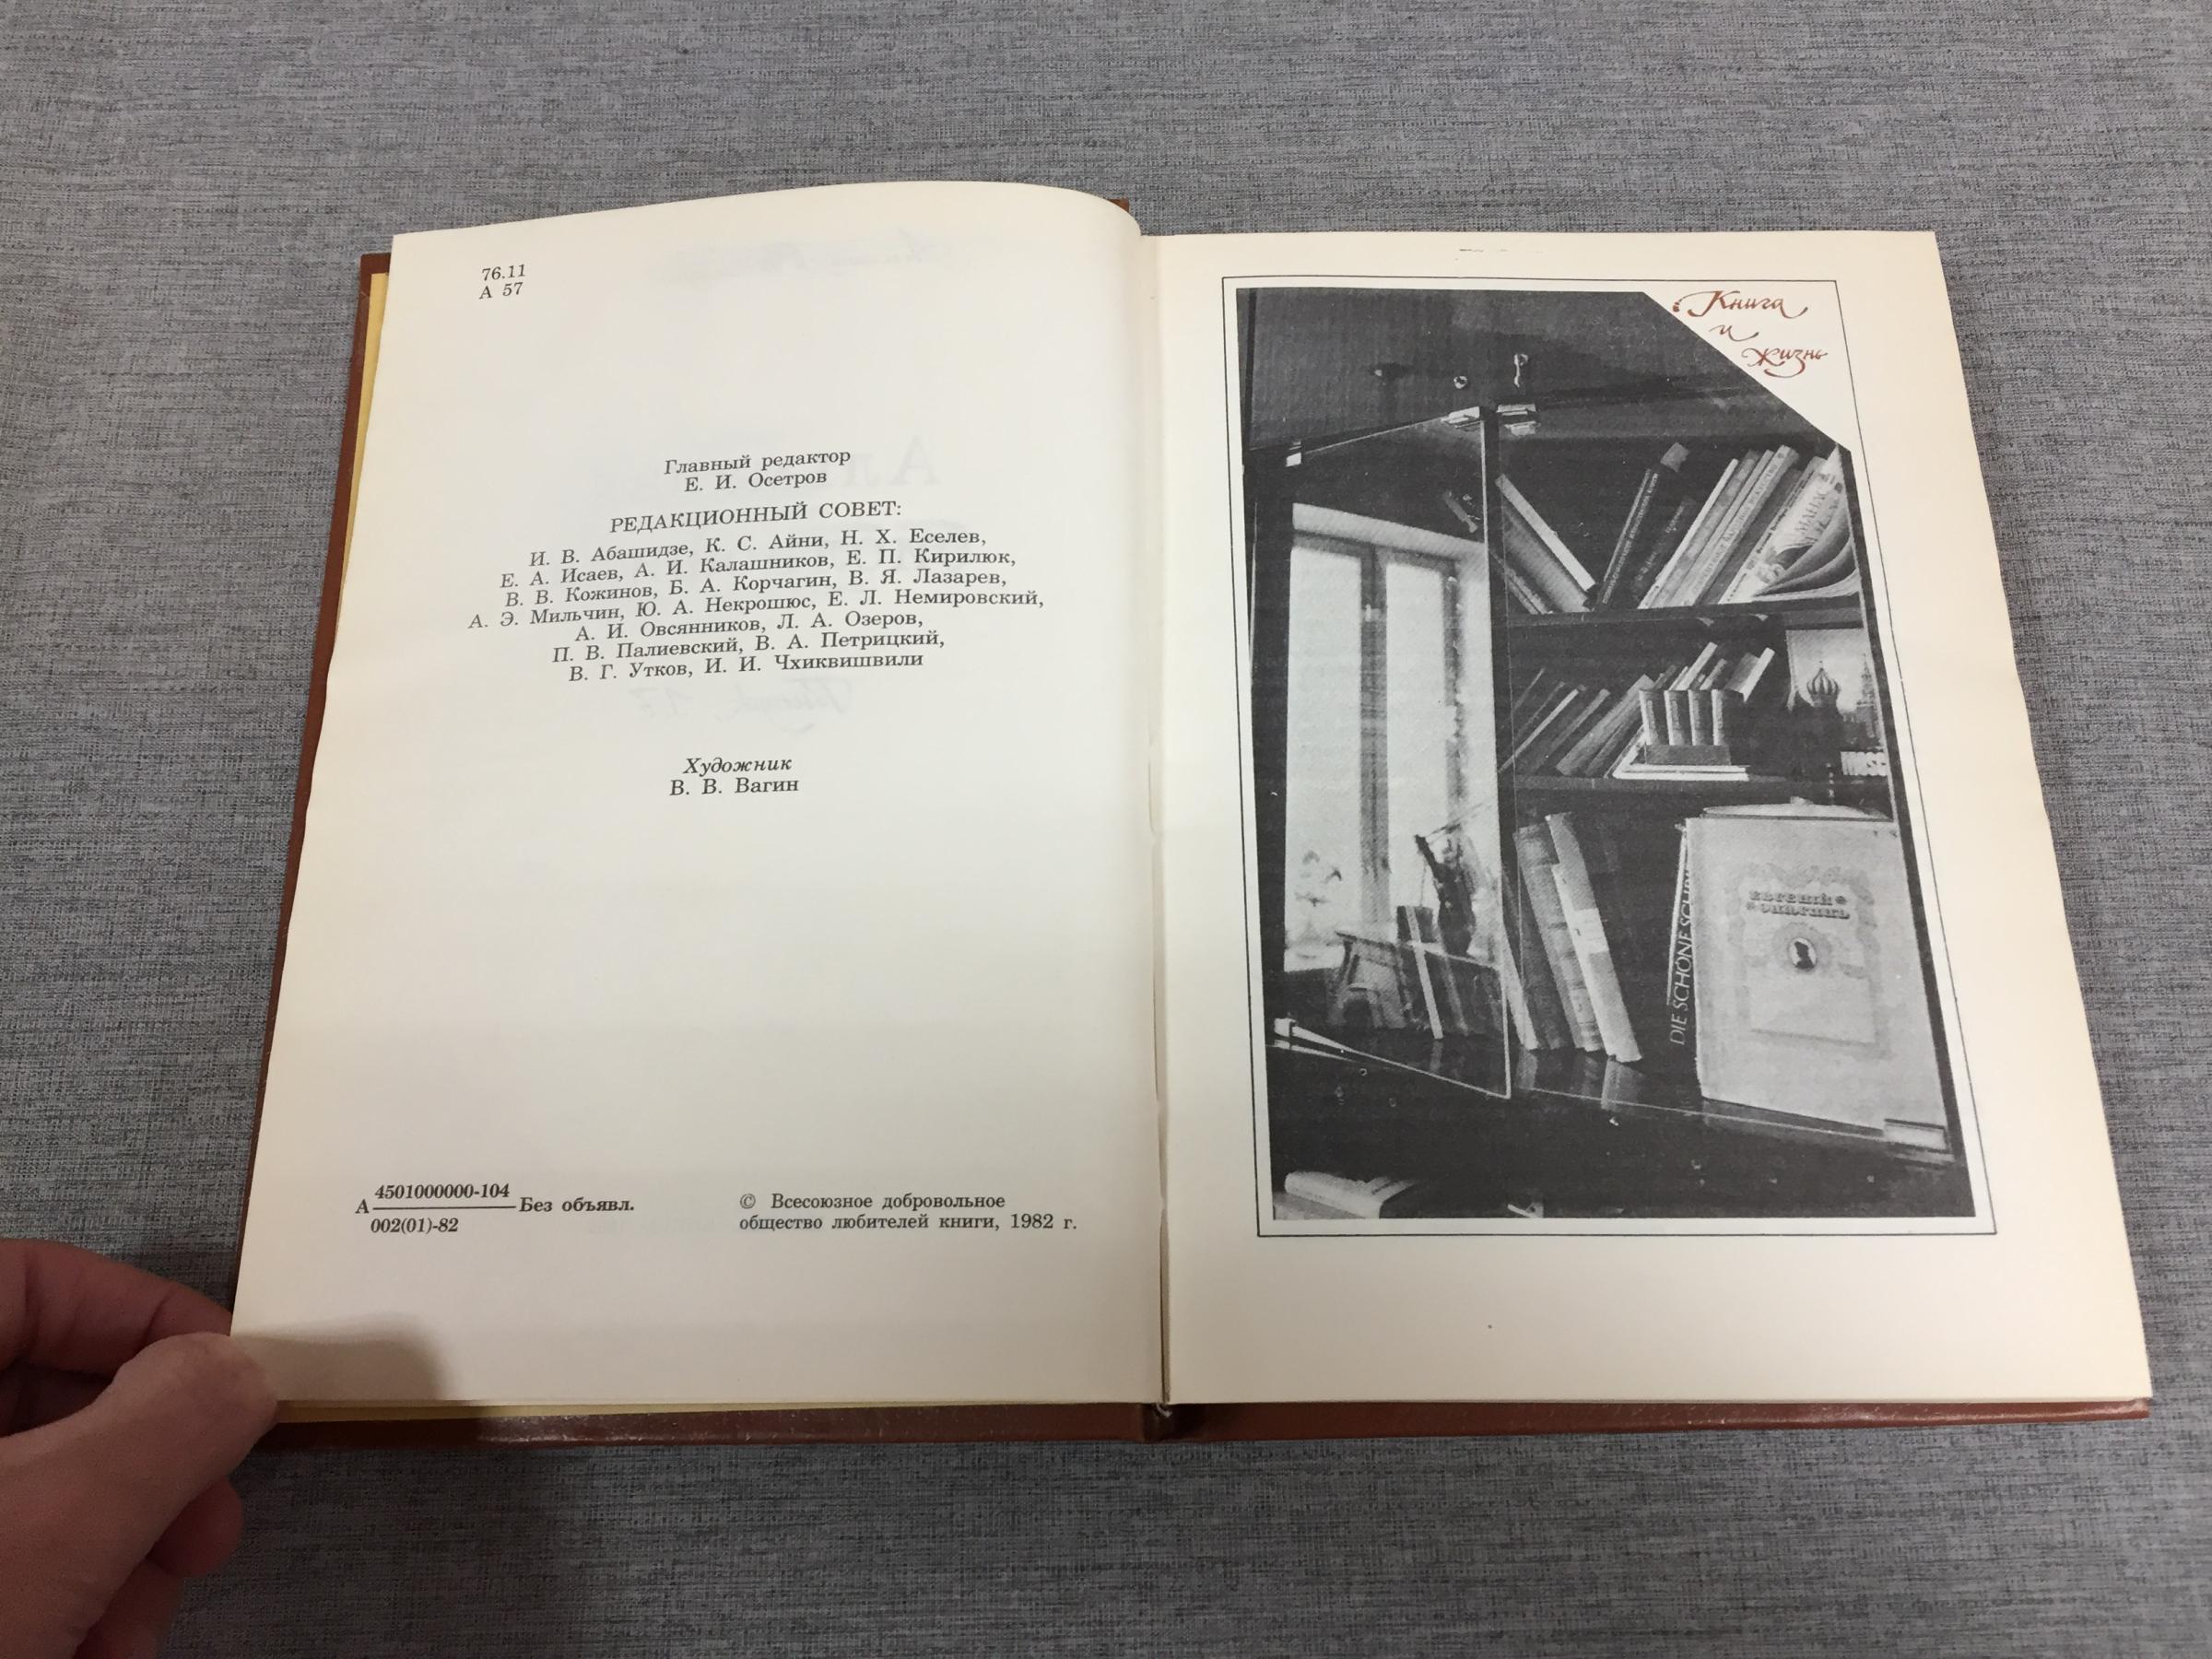 76.11
А 57
Главный редактор
Е. И. Осетров
РЕДАКЦИОННЫЙ СОВЕТ:
И. В. Абашидзе, К. С. Айни, Н. Х. Еселев,
Е. А. Исаев, А. И. Калашников, Е. П. Кирилюк,
В. В. Кожинов, Б. А. Корчагин, В. Я. Лазарев,
А. Э. Мильчин, Ю. А. Некрошюс, Е. Л. Немировский,
А. И. Овсянников, Л. А. Озеров,
П. В. Палиевский, В. А. Петрицкий,
В. Г. Утков, И. И. Чхиквишвили
Художник
В. В. Вагин
4501000000-104
А Без объявл.
002(01)-82
© Всесоюзное добровольное
общество любителей книги, 1982 г.
Книга
и
жизнь
МАНАС
DIE SCHÖNE
ЕВГЕНИЙ